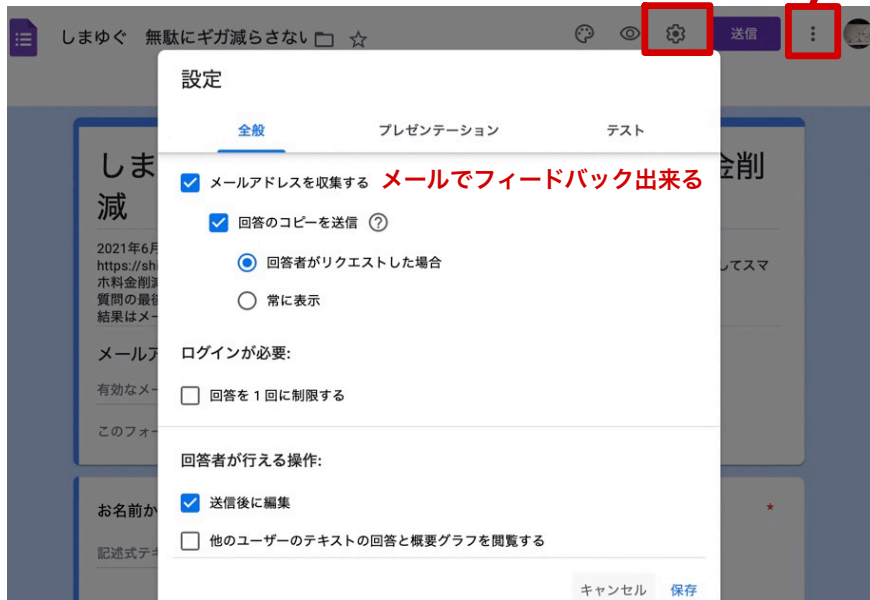 しまゆぐ 無駄にギガ減らさない
送信
設定
全般 プレゼンテーション テスト
しま
金削
減
メールアドレスを収集する メールでフィードバック出来る
回答のコピーを送信
2021年6月
https://shi
してスマ
回答者がリクエストした場合
ホ料金削減
質問の最後
常に表示
結果はメー
メールア
ログインが必要:
有効なメー
回答を 1 回に制限する
このフォー
回答者が行える操作:
送信後に編集
お名前か
*
他のユーザーのテキストの回答と概要グラフを閲覧する
記述式テキ
キャンセル 保存